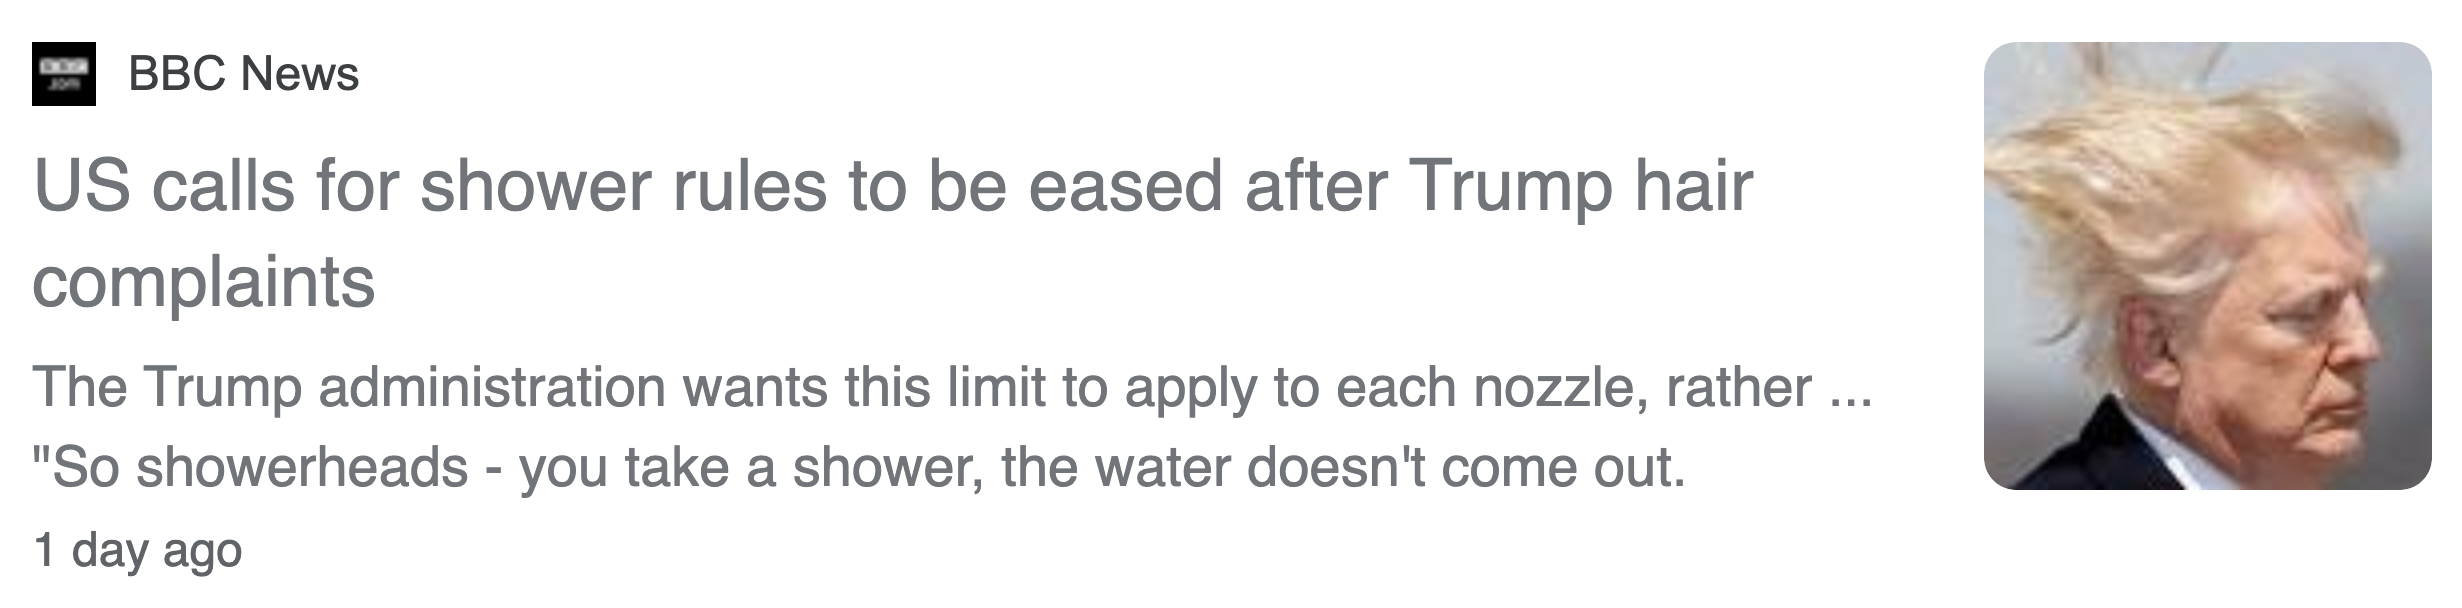 BBC News
US calls for shower rules to be eased after Trump hair
complaints
The Trump administration wants this limit to apply to each nozzle, rather ...
"So showerheads - you take a shower, the water doesn't come out.
1 day ago